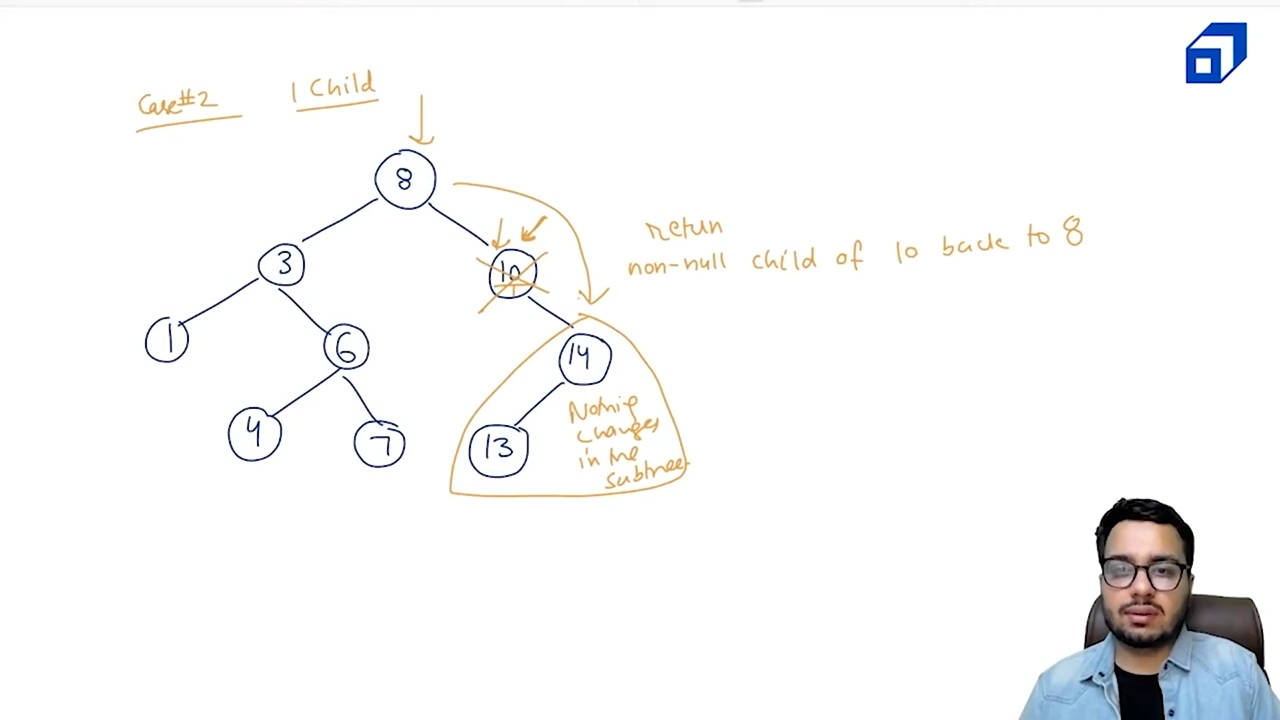 Case#2 1 Child
8
retun
non-null child of 10 back to 8
3
10
1
6
14
4
7
13
Nothing
changes
in the
subtree